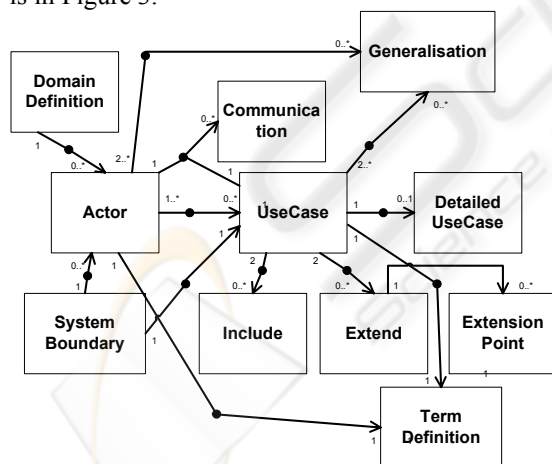 is in Figure 3.
0..*
Generalisation
Domain
Definition
Communica
tion
0..*
0..*
1
0..*
2..*
1
1
2..*
Actor
1..*
0..*
1
UseCase
1
0..1
Detailed
UseCase
1
1
0..*
1
2
2
1
System
Boundary
1
0..*
Include
0..*
Extend
1
0..*
Extension
Point
1
1
Term
Definition
1
Science